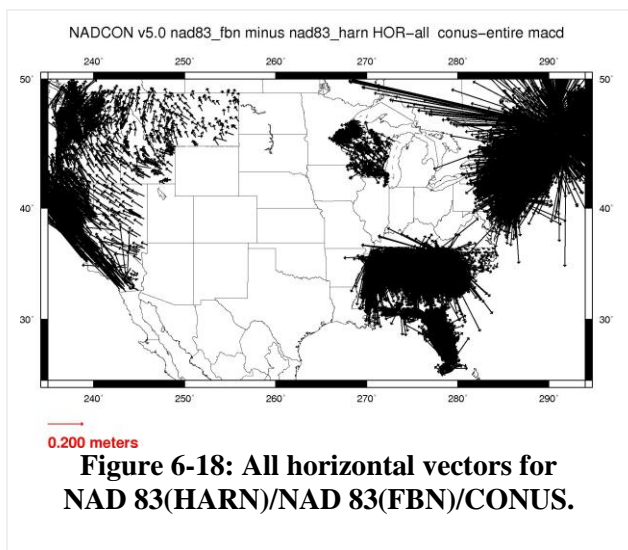 NADCON v5.0 nad83_fbn minus nad83_harn HOR-all conus-entire macd
240° 250° 260° 270° 280° 290°
50° 50°
40° 40°
30° 30°
240° 250° 260° 270° 280° 290°
0.200 meters
Figure 6-18: All horizontal vectors for
NAD 83(HARN)/NAD 83(FBN)/CONUS.